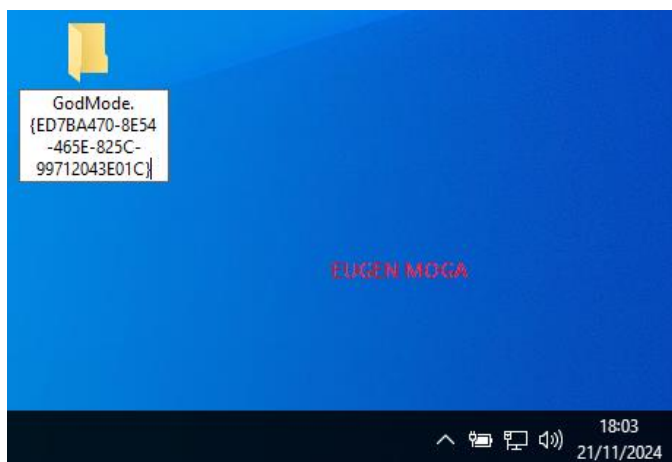 GodMode.
{ED7BA470-8E54
-465E-825C-
99712043E01C}
EUGEN MOGA
18:03
21/11/2024